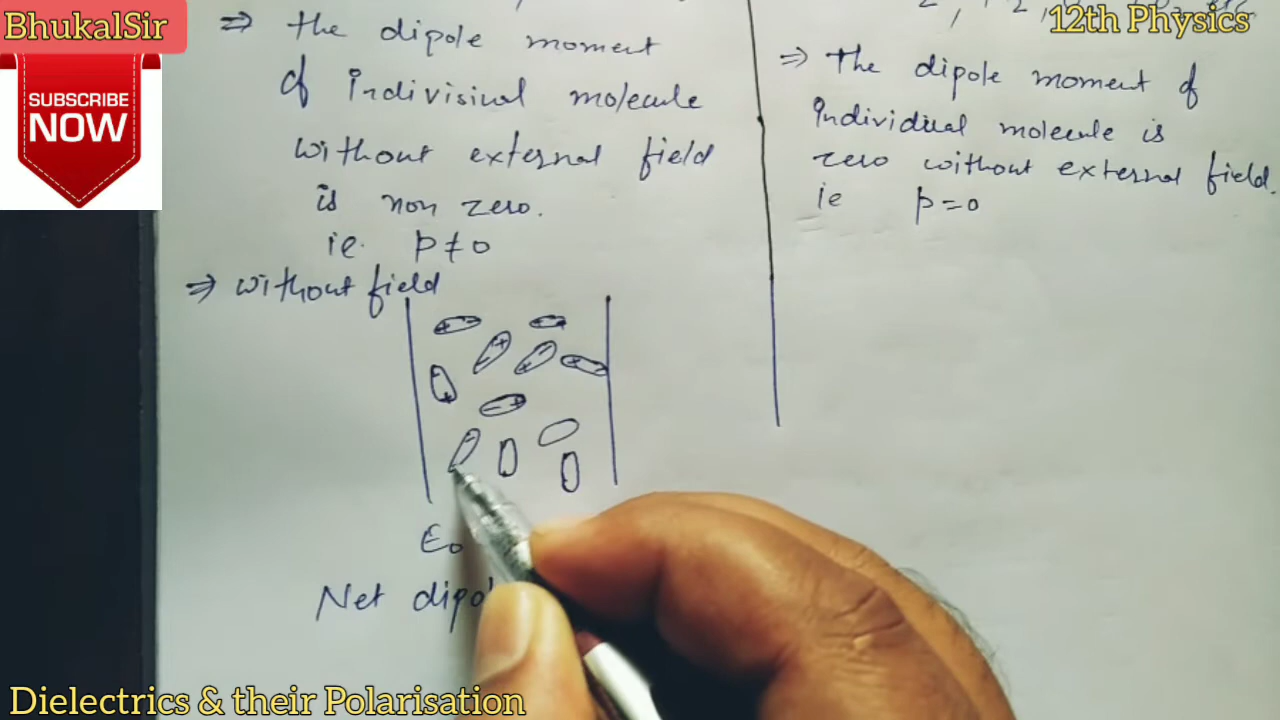 BhukalSir
SUBSCRIBE
NOW
12th Physics
⇒ the dipole moment
of Indivisival molecule
without external field
is non zero.
ie. p ≠ 0
⇒ without field
E₀
Net dipo
⇒ The dipole moment of
Individual molecule is
zero without external field.
ie p = 0
Dielectrics & their Polarisation